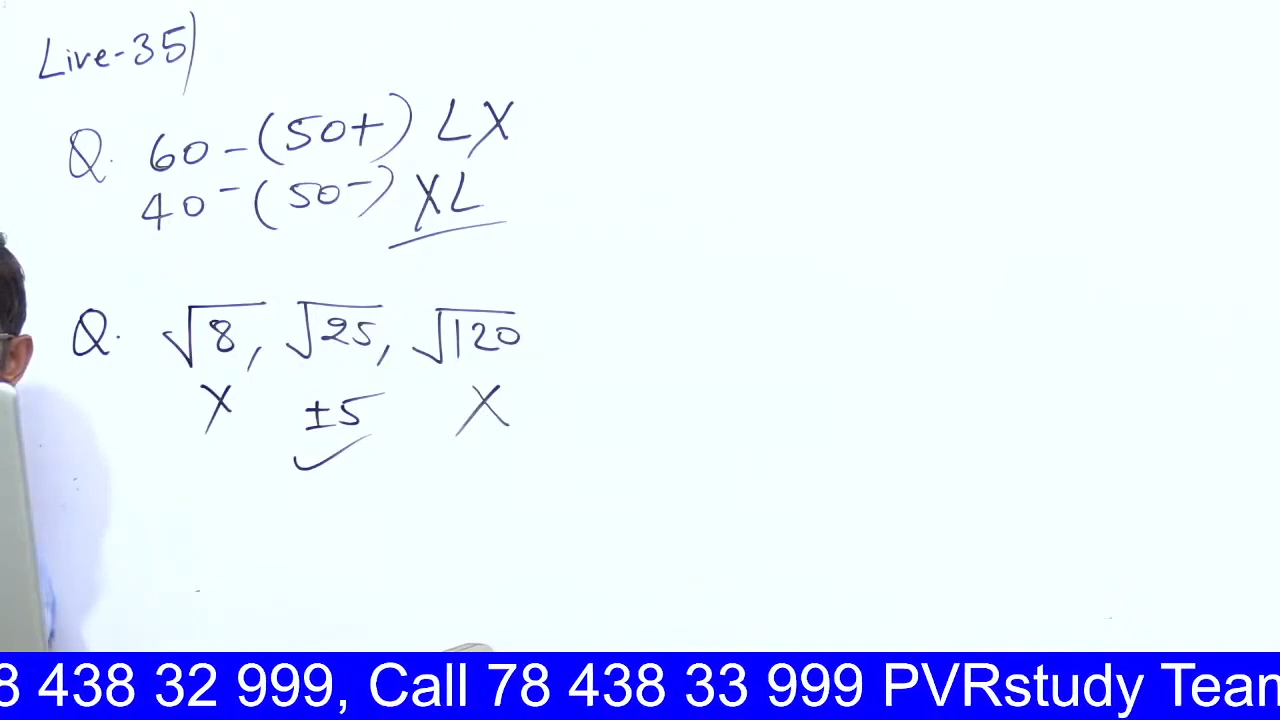 Live-35)
Q. 60 - (50+) LX
40 - (50-) XL
Q. √8, √25, √120
X ±5 X
8 438 32 999, Call 78 438 33 999 PVRstudy Team